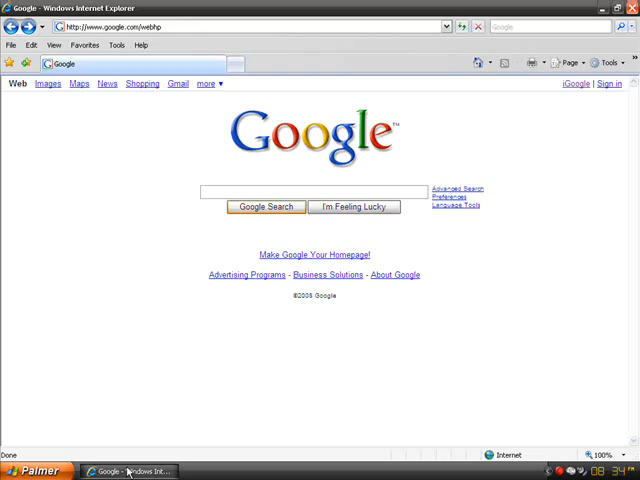 Google - Windows Internet Explorer
http://www.google.com/webhp
Google
File Edit View Favorites Tools Help
Google
Page Tools
Web Images Maps News Shopping Gmail more ▼
iGoogle | Sign in
Google™
Advanced Search
Preferences
Language Tools
Google Search
I'm Feeling Lucky
Make Google Your Homepage!
Advertising Programs - Business Solutions - About Google
©2008 Google
Done
Internet
100%
Palmer
Google - Windows Int...
08 34PM